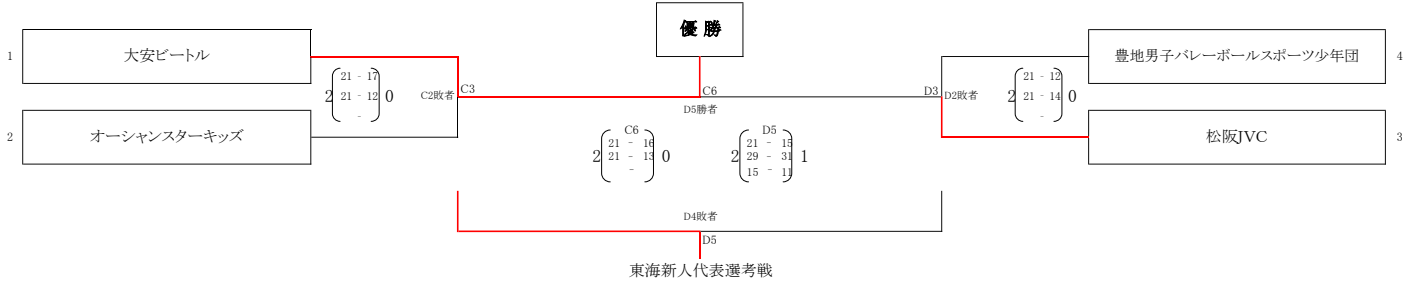 優 勝
1 大安ビートル
豊地男子バレーボールスポーツ少年団 4
2 21 - 17 0
21 - 12
-
C2敗者 C3
C6
D5勝者
D3 D2敗者
2 21 - 12 0
21 - 14
-
2 オーシャンスターキッズ
松阪JVC 3
C6
2 21 - 16 0
21 - 13
-
D5
2 21 - 15 1
29 - 31
15 - 11
D4敗者
D5
東海新人代表選考戦